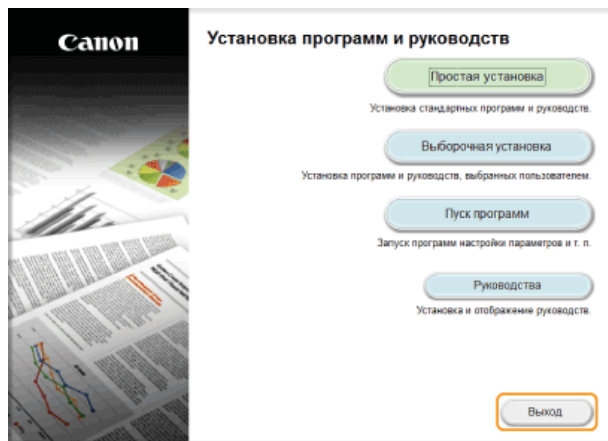 Canon
Установка программ и руководств
Простая установка
Установка стандартных программ и руководств.
Выборочная установка
Установка программ и руководств, выбранных пользователем.
Пуск программ
Запуск программ настройки параметров и т. п.
Руководства
Установка и отображение руководств.
Выход